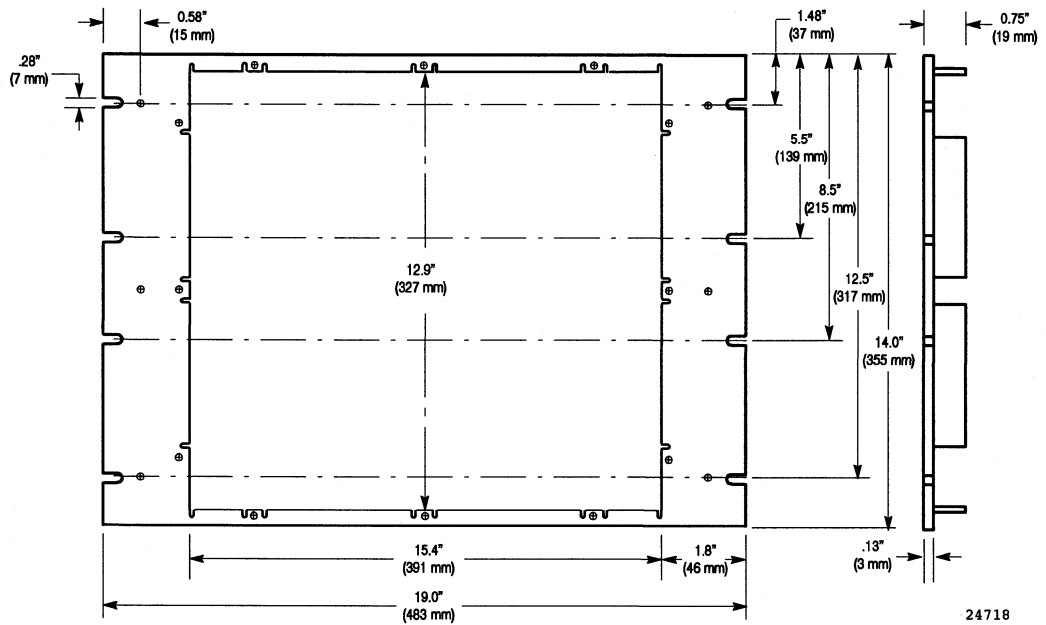 0.58"
(15 mm)
1.48"
(37 mm)
0.75"
(19 mm)
.28"
(7 mm)
5.5"
(139 mm)
8.5"
(215 mm)
12.9"
(327 mm)
12.5"
(317 mm)
14.0"
(355 mm)
15.4"
(391 mm)
1.8"
(46 mm)
.13"
(3 mm)
19.0"
(483 mm)
24718